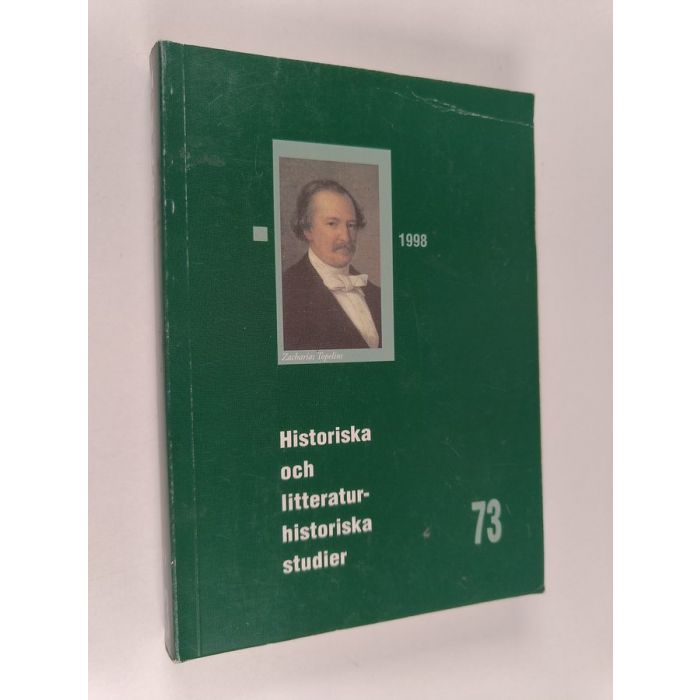 1998
Zacharias Topelius
Historiska
och
litteratur-
historiska
studier
73